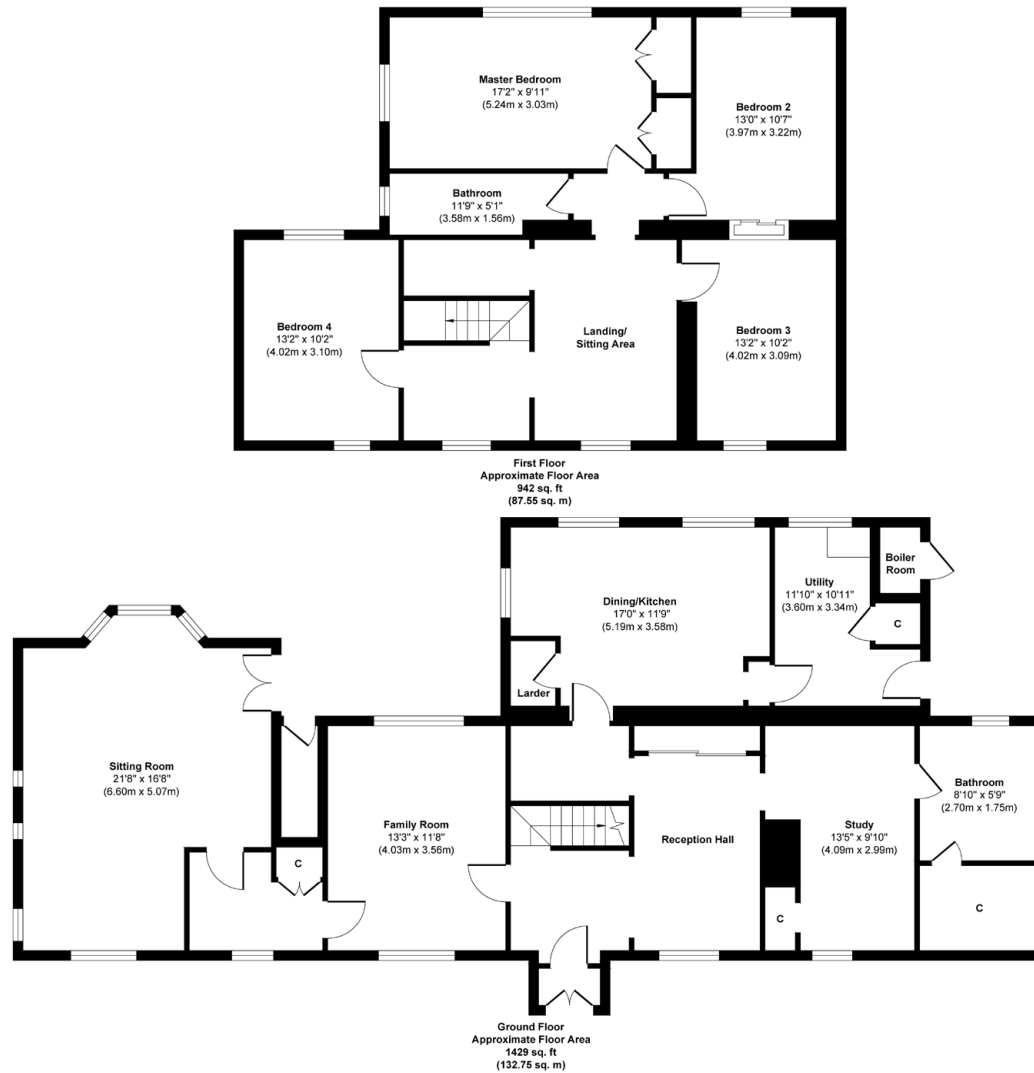 Master Bedroom
17'2" x 9'11"
(5.24m x 3.03m)
Bedroom 2
13'0" x 10'7"
(3.97m x 3.22m)
Bathroom
11'9" x 5'1"
(3.58m x 1.56m)
Bedroom 4
13'2" x 10'2"
(4.02m x 3.10m)
Landing/
Sitting Area
Bedroom 3
13'2" x 10'2"
(4.02m x 3.09m)
First Floor
Approximate Floor Area
942 sq. ft
(87.55 sq. m)
Boiler
Room
Utility
11'10" x 10'11"
(3.60m x 3.34m)
Dining/Kitchen
17'0" x 11'9"
(5.19m x 3.58m)
C
Larder
Sitting Room
21'8" x 16'8"
(6.60m x 5.07m)
Family Room
13'3" x 11'8"
(4.03m x 3.56m)
C
Reception Hall
Study
13'5" x 9'10"
(4.09m x 2.99m)
Bathroom
8'10" x 5'9"
(2.70m x 1.75m)
C
C
Ground Floor
Approximate Floor Area
1429 sq. ft
(132.75 sq. m)